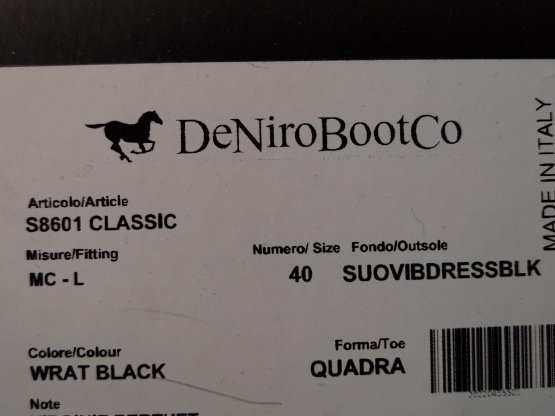 DeNiroBootCo
MADE IN ITALY
Articolo/Article
S8601 CLASSIC
Misure/Fitting
MC - L
Numero/ Size
40
Fondo/Outsole
SUOVIBDRESSBLK
Colore/Colour
WRAT BLACK
Forma/Toe
QUADRA
Note